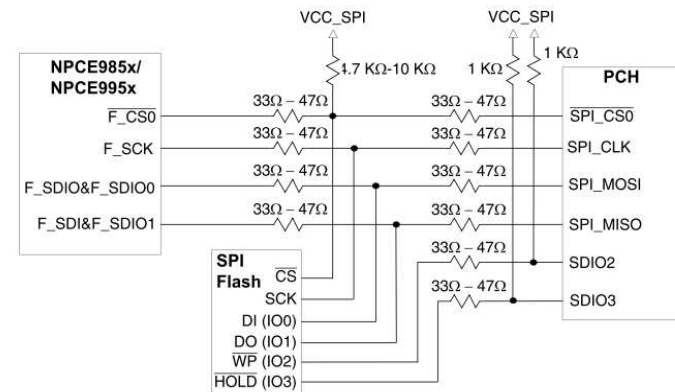 VCC_SPI
VCC_SPI
4.7 KΩ-10 KΩ
1 KΩ
1 KΩ
NPCE985x/
NPCE995x
PCH
F_CS0
33Ω – 47Ω
33Ω – 47Ω
SPI_CS0
F_SCK
33Ω – 47Ω
33Ω – 47Ω
SPI_CLK
F_SDIO&F_SDIO0
33Ω – 47Ω
33Ω – 47Ω
SPI_MOSI
F_SDI&F_SDIO1
33Ω – 47Ω
33Ω – 47Ω
SPI_MISO
SPI
Flash
33Ω – 47Ω
SDIO2
33Ω – 47Ω
SDIO3
CS
SCK
DI (IO0)
DO (IO1)
WP (IO2)
HOLD (IO3)